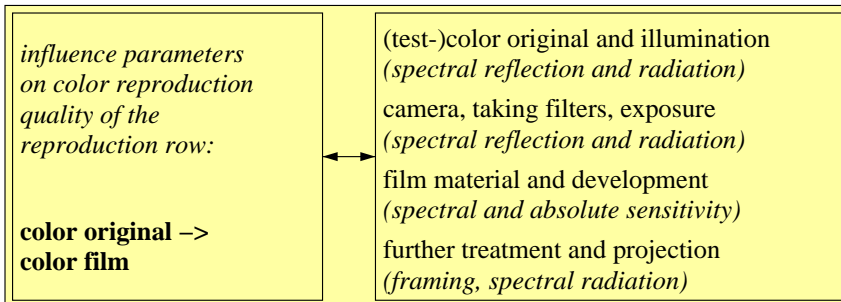 influence parameters
on color reproduction
quality of the
reproduction row:
color original –>
color film
(test-)color original and illumination
(spectral reflection and radiation)
camera, taking filters, exposure
(spectral reflection and radiation)
film material and development
(spectral and absolute sensitivity)
further treatment and projection
(framing, spectral radiation)